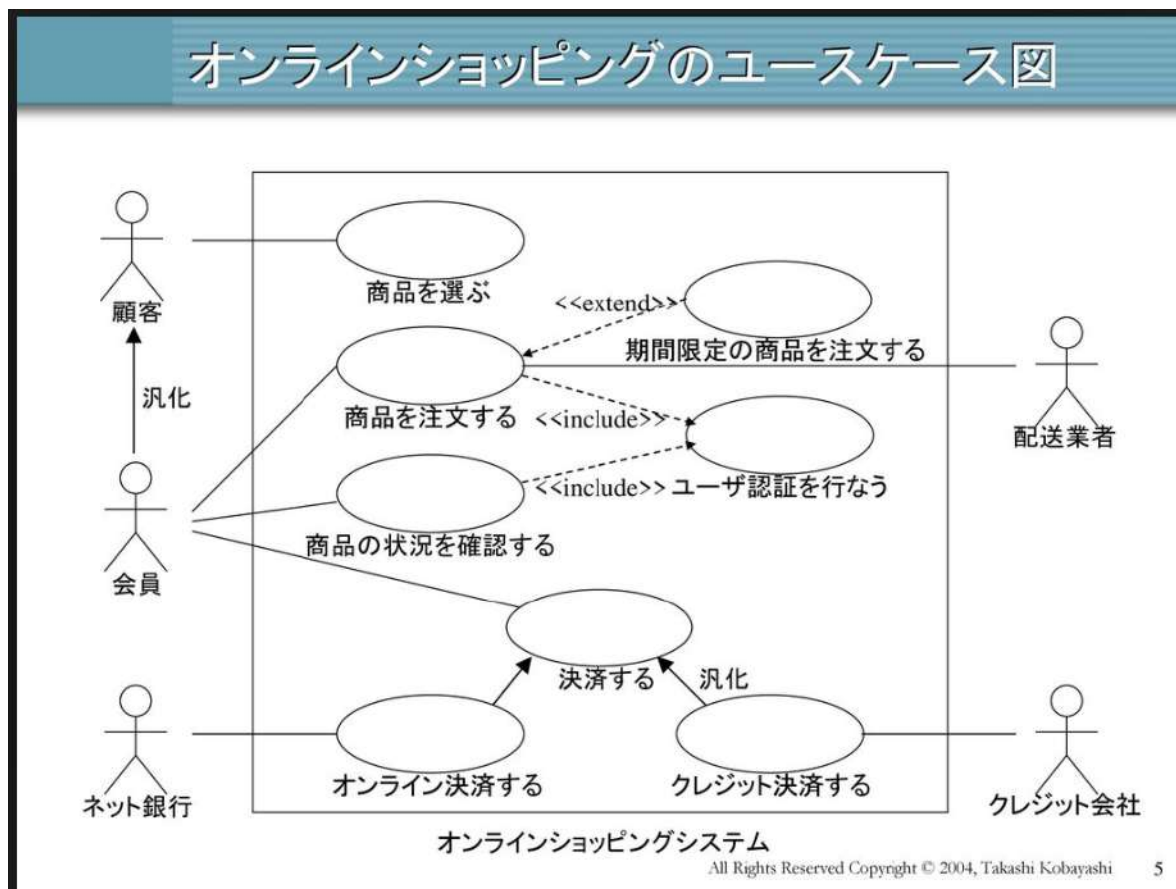 オンラインショッピングのユースケース図
顧客
商品を選ぶ
<<extend>>
期間限定の商品を注文する
汎化
商品を注文する
<<include>>
配送業者
<<include>>
ユーザ認証を行なう
商品の状況を確認する
会員
決済する
汎化
ネット銀行
オンライン決済する
クレジット決済する
クレジット会社
オンラインショッピングシステム
All Rights Reserved Copyright © 2004, Takashi Kobayashi
5